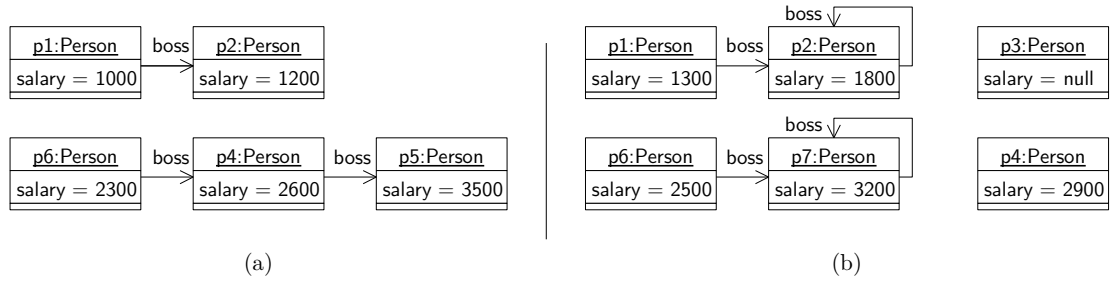 boss
p1:Person boss p2:Person
salary = 1000 salary = 1200
p1:Person boss p2:Person p3:Person
salary = 1300 salary = 1800 salary = null
boss
p6:Person boss p4:Person boss p5:Person
salary = 2300 salary = 2600 salary = 3500
p6:Person boss p7:Person p4:Person
salary = 2500 salary = 3200 salary = 2900
(a) (b)